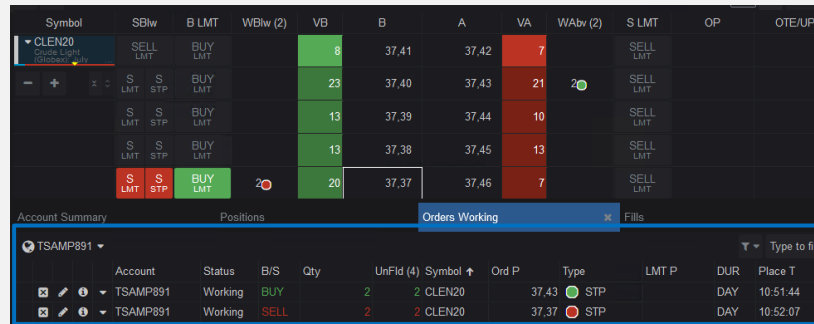 Symbol SBlw B LMT WBlw (2) VB B A VA WAbv (2) S LMT OP OTE/UP
CLEN20 SELL LMT BUY LMT 8 37,41 37,42 7 SELL LMT
Crude Light
(Globex): July
S LMT S STP BUY LMT 23 37,40 37,43 21 2 SELL LMT
S LMT S STP BUY LMT 13 37,39 37,44 10 SELL LMT
S LMT S STP BUY LMT 13 37,38 37,45 13 SELL LMT
S LMT S STP BUY LMT 2 20 37,37 37,46 7 SELL LMT
Account Summary Positions Orders Working Fills
TSAMP891 Type to fi
Account Status B/S Qty UnFld (4) Symbol Ord P Type LMT P DUR Place T
TSAMP891 Working BUY 2 2 CLEN20 37,43 STP DAY 10:51:44
TSAMP891 Working SELL 2 2 CLEN20 37,37 STP DAY 10:52:07